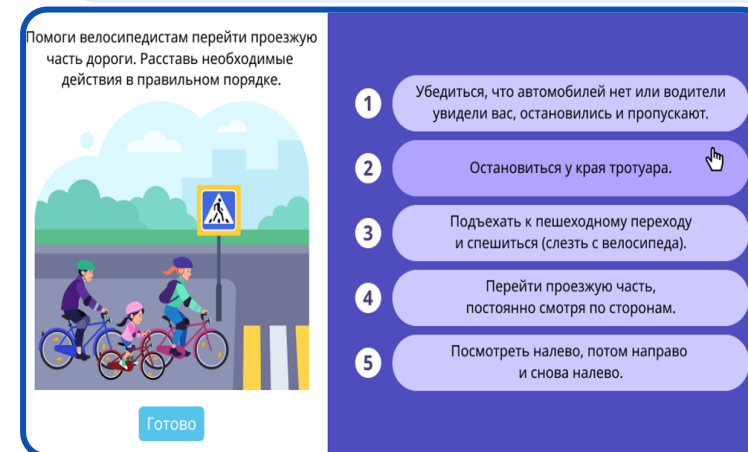 Помоги велосипедистам перейти проезжую
часть дороги. Расставь необходимые
действия в правильном порядке.
Готово
1
Убедиться, что автомобилей нет или водители
увидели вас, остановились и пропускают.
2
Остановиться у края тротуара.
3
Подъехать к пешеходному переходу
и спешиться (слезть с велосипеда).
4
Перейти проезжую часть,
постоянно смотря по сторонам.
5
Посмотреть налево, потом направо
и снова налево.